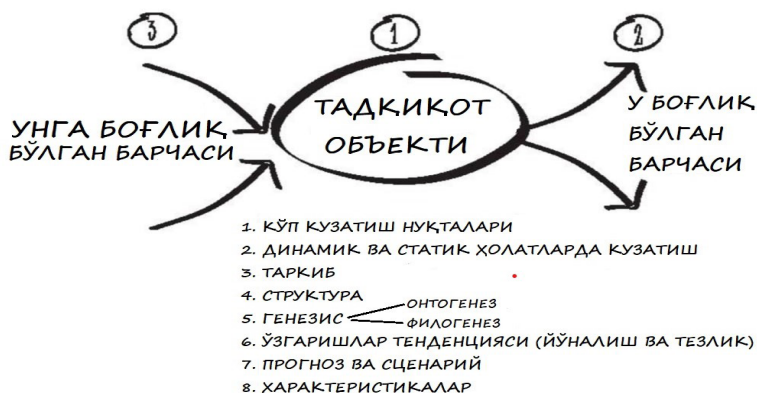 3
1
2
УНГА БОҒЛИҚ
БЎЛГАН БАРЧАСИ
ТАДҚИҚОТ
ОБЪЕКТИ
У БОҒЛИҚ
БЎЛГАН
БАРЧАСИ
1. КЎП КУЗАТИШ НУҚТАЛАРИ
2. ДИНАМИК ВА СТАТИК ҲОЛАТЛАРДА КУЗАТИШ
3. ТАРКИБ
4. СТРУКТУРА
5. ГЕНЕЗИС
ОНТОГЕНЕЗ
ФИЛОГЕНЕЗ
6. ЎЗГАРИШЛАР ТЕНДЕНЦИЯСИ (ЙЎНАЛИШ ВА ТЕЗЛИК)
7. ПРОГНОЗ ВА СЦЕНАРИЙ
8. ХАРАКТЕРИСТИКАЛАР